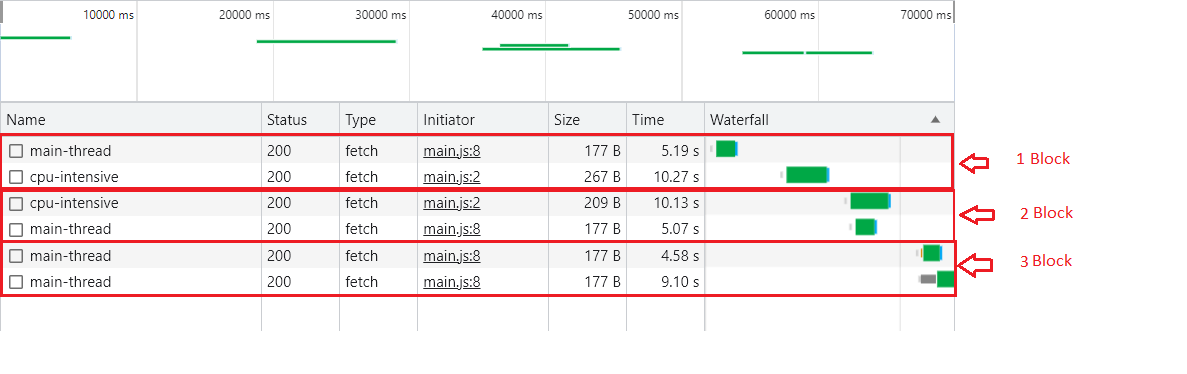 10000 ms 20000 ms 30000 ms 40000 ms 50000 ms 60000 ms 70000 ms
Name Status Type Initiator Size Time Waterfall
main-thread 200 fetch main.js:8 177 B 5.19 s
1 Block
cpu-intensive 200 fetch main.js:2 267 B 10.27 s
cpu-intensive 200 fetch main.js:2 209 B 10.13 s
2 Block
main-thread 200 fetch main.js:8 177 B 5.07 s
main-thread 200 fetch main.js:8 177 B 4.58 s
3 Block
main-thread 200 fetch main.js:8 177 B 9.10 s